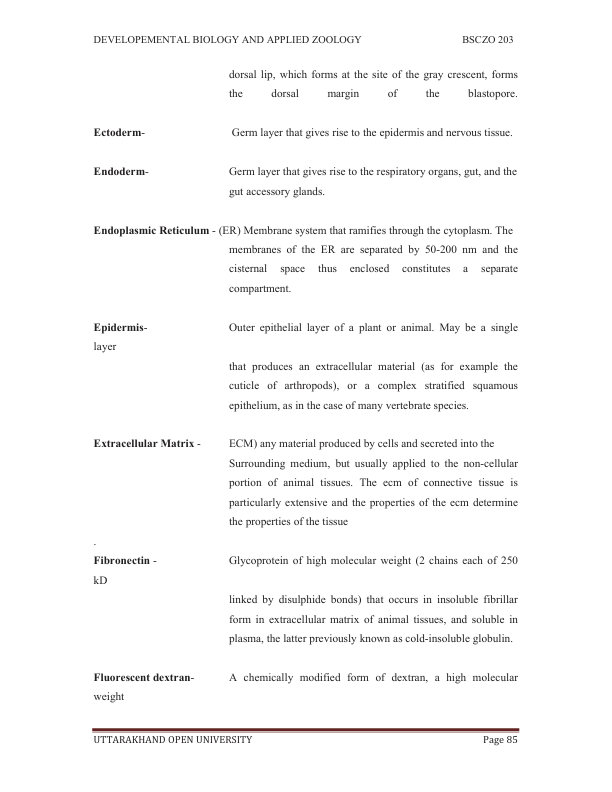 DEVELOPEMENTAL BIOLOGY AND APPLIED ZOOLOGY BSCZO 203
dorsal lip, which forms at the site of the gray crescent, forms
the dorsal margin of the blastopore.
Ectoderm- Germ layer that gives rise to the epidermis and nervous tissue.
Endoderm- Germ layer that gives rise to the respiratory organs, gut, and the
gut accessory glands.
Endoplasmic Reticulum - (ER) Membrane system that ramifies through the cytoplasm. The
membranes of the ER are separated by 50-200 nm and the
cisternal space thus enclosed constitutes a separate
compartment.
Epidermis- Outer epithelial layer of a plant or animal. May be a single
layer
that produces an extracellular material (as for example the
cuticle of arthropods), or a complex stratified squamous
epithelium, as in the case of many vertebrate species.
Extracellular Matrix - ECM) any material produced by cells and secreted into the
Surrounding medium, but usually applied to the non-cellular
portion of animal tissues. The ecm of connective tissue is
particularly extensive and the properties of the ecm determine
the properties of the tissue
.
Fibronectin - Glycoprotein of high molecular weight (2 chains each of 250
kD
linked by disulphide bonds) that occurs in insoluble fibrillar
form in extracellular matrix of animal tissues, and soluble in
plasma, the latter previously known as cold-insoluble globulin.
Fluorescent dextran- A chemically modified form of dextran, a high molecular
weight
UTTARAKHAND OPEN UNIVERSITY Page 85